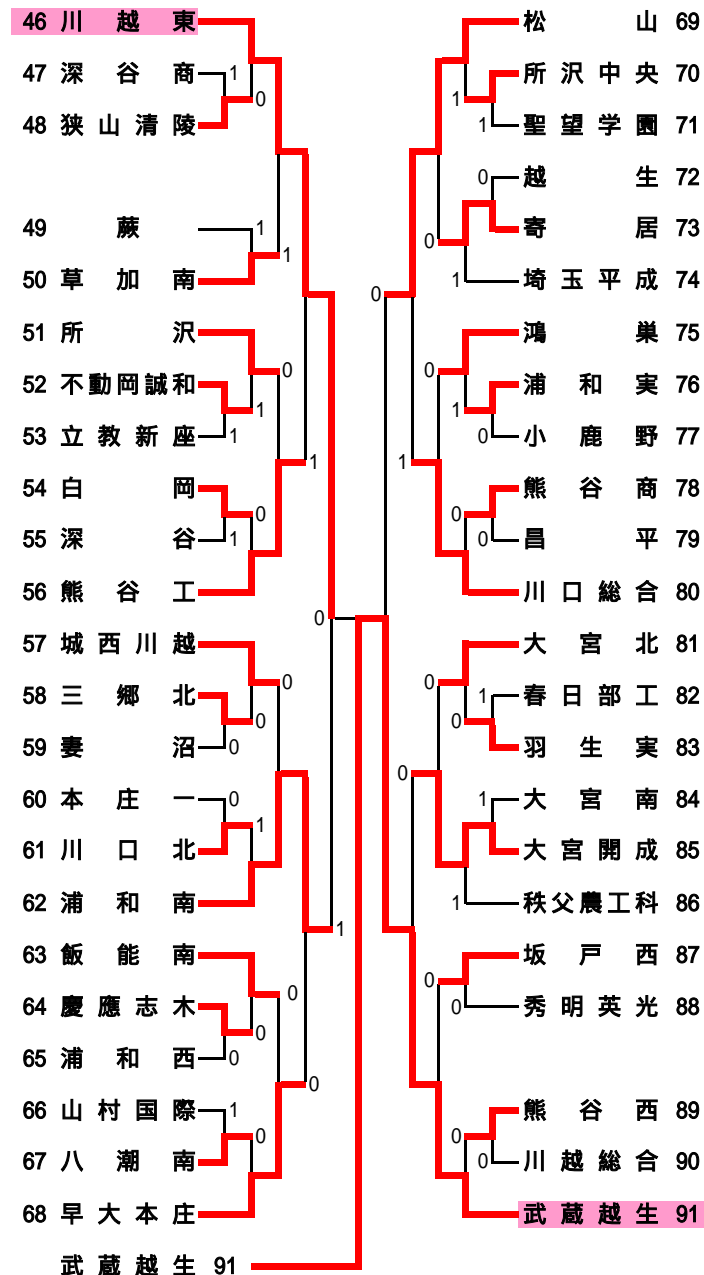 46 川越東
47 深谷商 1
0
48 狭山清陵
49 蕨 1
1
50 草加南
51 所沢
0
52 不動岡誠和
1
53 立教新座 1
1
54 白岡
0
55 深谷 1
56 熊谷工
0
57 城西川越
0
58 三郷北
0
59 妻沼 0
60 本庄一 0
1
61 川口北
62 浦和南
1
63 飯能南
0
64 慶應志木
0
65 浦和西 0
0
66 山村国際 1
0
67 八潮南
68 早大本庄
武蔵越生 91
松山 69
所沢中央 70
1
1 聖望学園 71
0 越生 72
寄居 73
0
1 埼玉平成 74
0
鴻巣 75
0
浦和実 76
1
0 小鹿野 77
1
熊谷商 78
0
0 昌平 79
川口総合 80
大宮北 81
0
1 春日部工 82
0
羽生実 83
0
1 大宮南 84
大宮開成 85
1 秩父農工科 86
坂戸西 87
0
0 秀明英光 88
熊谷西 89
0
0 川越総合 90
武蔵越生 91